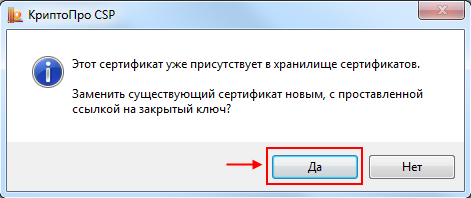 КриптоПро CSP
Этот сертификат уже присутствует в хранилище сертификатов.
Заменить существующий сертификат новым, с проставленной
ссылкой на закрытый ключ?
Да
Нет